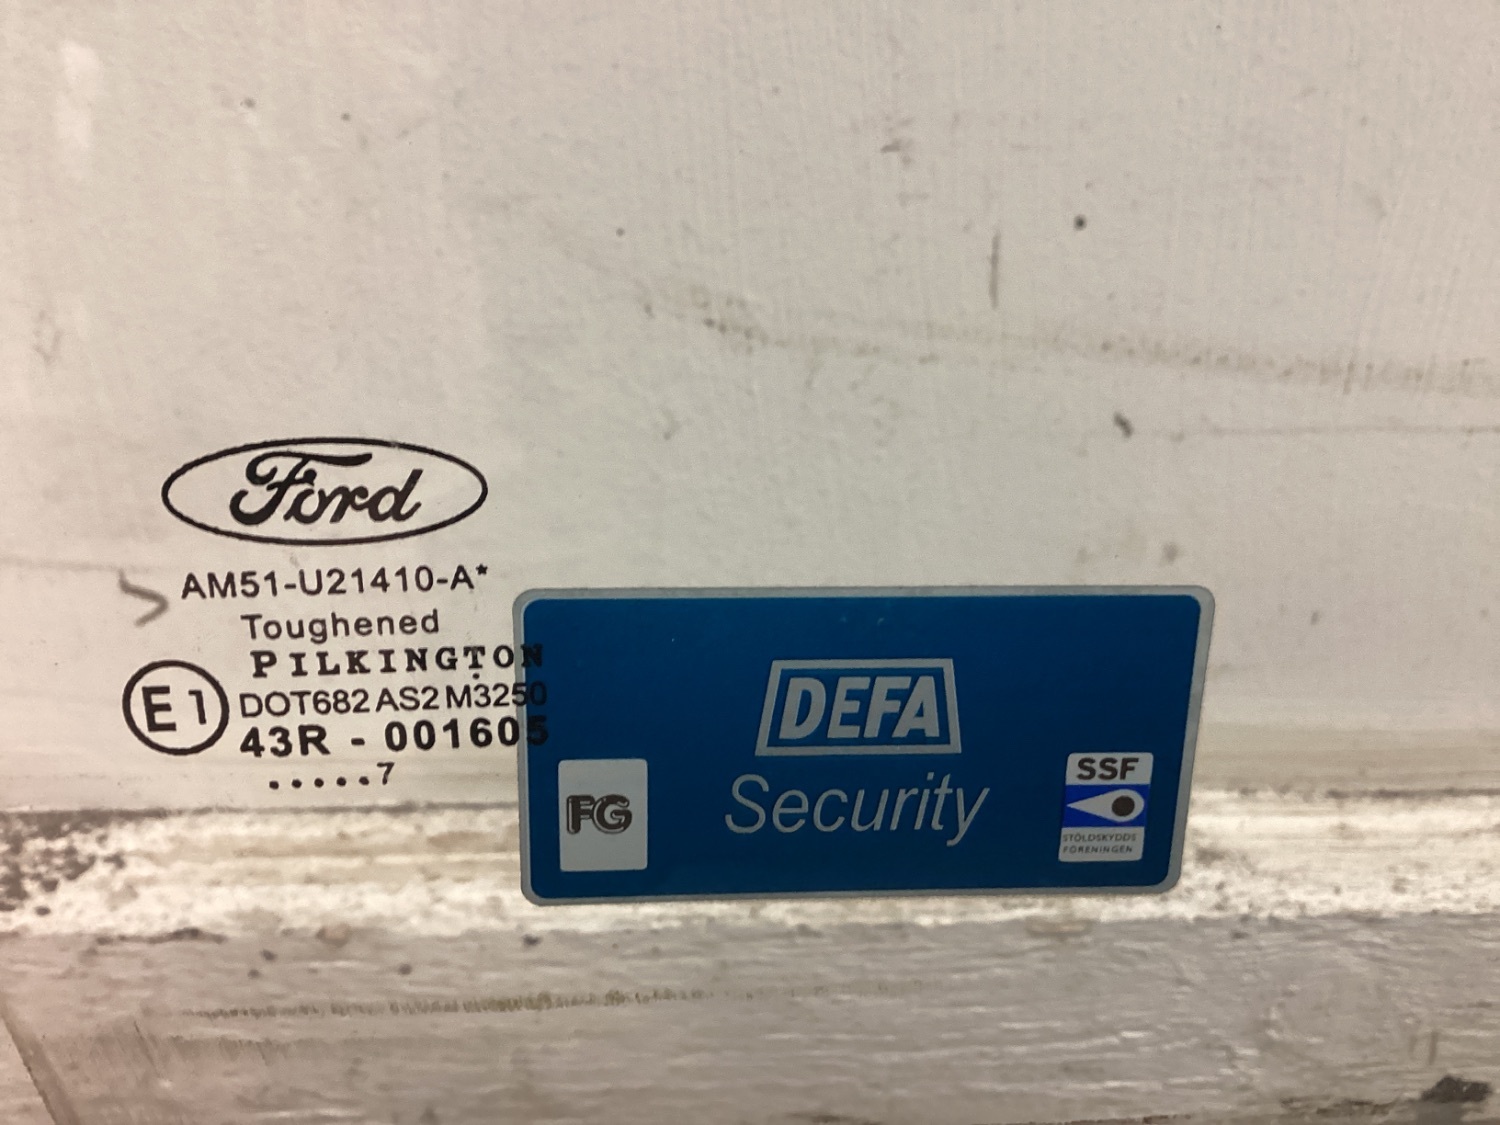 Ford
AM51-U21410-A*
Toughened
PILKINGTON
E1
DOT682 AS2 M3250
43R - 001605
.....7
DEFA
Security
FG
SSF
STÖLDSKYDDS
FÖRENINGEN